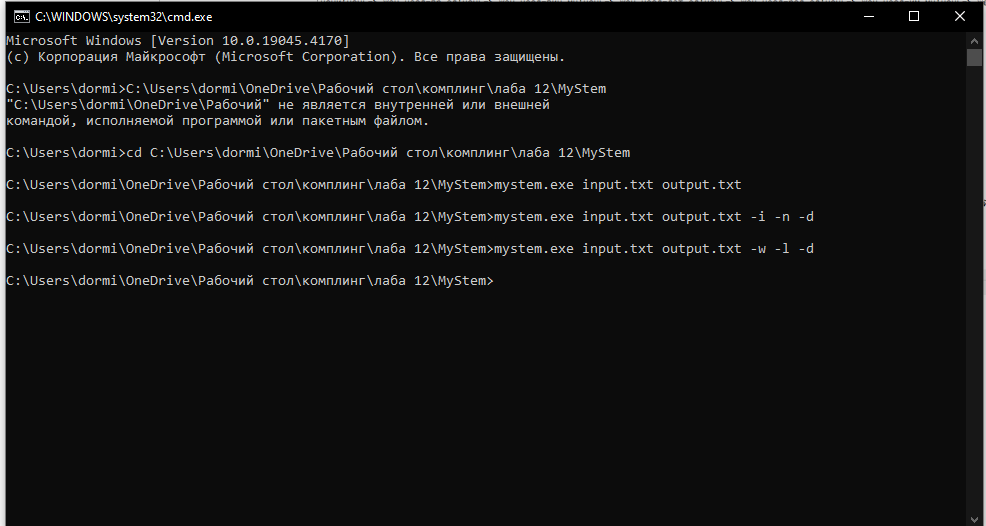 C:\WINDOWS\system32\cmd.exe
Microsoft Windows [Version 10.0.19045.4170]
(c) Корпорация Майкрософт (Microsoft Corporation). Все права защищены.
C:\Users\dormi>C:\Users\dormi\OneDrive\Рабочий стол\комплинг\лаба 12\MyStem
"C:\Users\dormi\OneDrive\Рабочий" не является внутренней или внешней
командой, исполняемой программой или пакетным файлом.
C:\Users\dormi>cd C:\Users\dormi\OneDrive\Рабочий стол\комплинг\лаба 12\MyStem
C:\Users\dormi\OneDrive\Рабочий стол\комплинг\лаба 12\MyStem>mystem.exe input.txt output.txt
C:\Users\dormi\OneDrive\Рабочий стол\комплинг\лаба 12\MyStem>mystem.exe input.txt output.txt -i -n -d
C:\Users\dormi\OneDrive\Рабочий стол\комплинг\лаба 12\MyStem>mystem.exe input.txt output.txt -w -l -d
C:\Users\dormi\OneDrive\Рабочий стол\комплинг\лаба 12\MyStem>